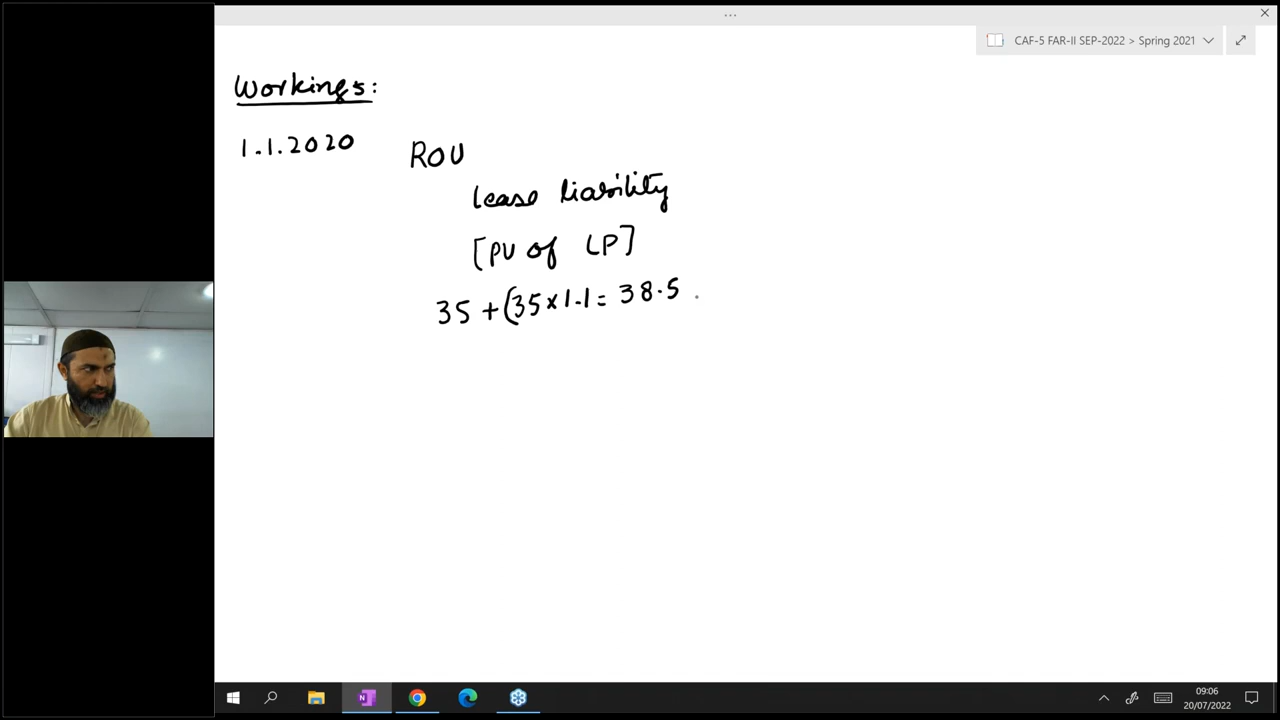 CAF-5 FAR-II SEP-2022 > Spring 2021
Workings:
1.1.2020
ROU
lease liability
[PV of LP]
35 + (35 x 1.1 = 38.5
09:06
20/07/2022